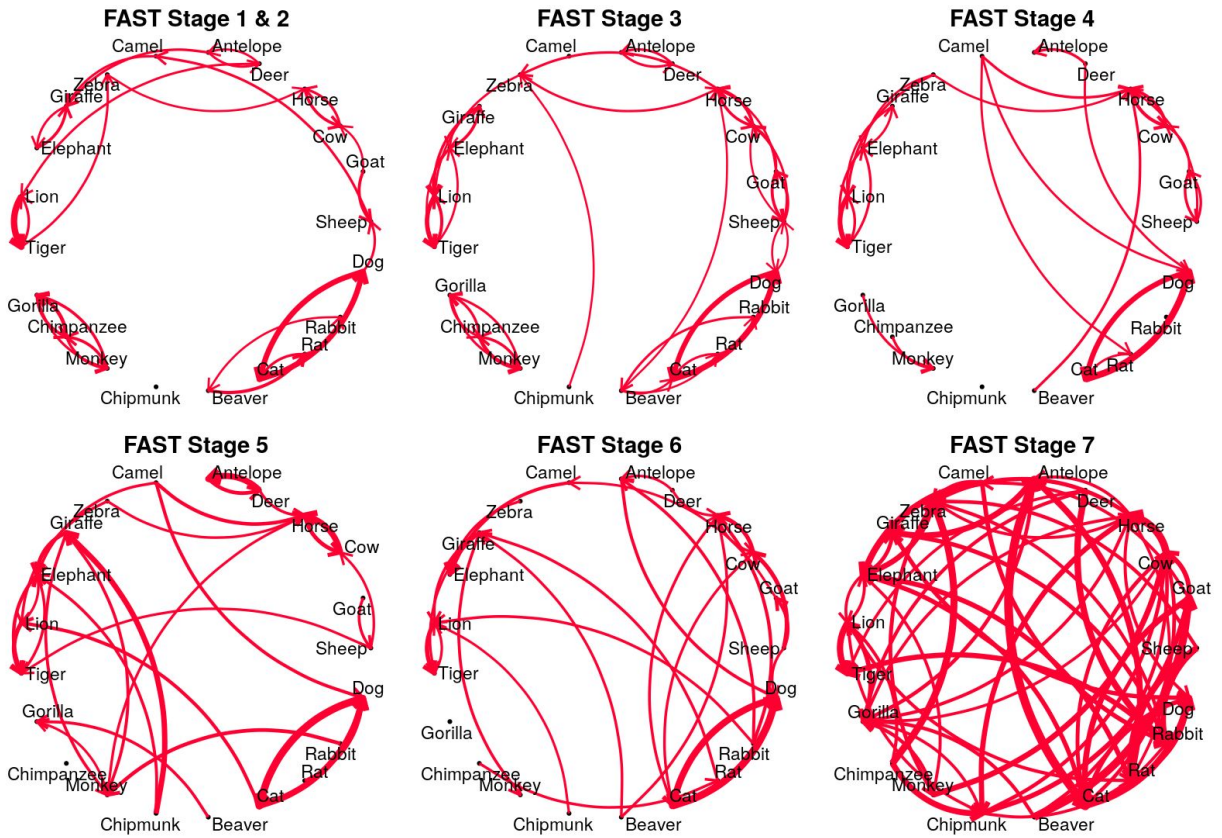 FAST Stage 1 & 2
Camel
Antelope
Deer
Zebra
Giraffe
Horse
Cow
Elephant
Goat
Lion
Sheep
Tiger
Dog
Gorilla
Chimpanzee
Rabbit
Rat
Monkey
Cat
Chipmunk
Beaver
FAST Stage 3
Camel
Antelope
Deer
Zebra
Horse
Giraffe
Cow
Elephant
Goat
Lion
Sheep
Tiger
Dog
Gorilla
Rabbit
Chimpanzee
Rat
Monkey
Cat
Chipmunk
Beaver
FAST Stage 4
Camel
Antelope
Deer
Zebra
Giraffe
Horse
Cow
Elephant
Goat
Lion
Sheep
Tiger
Dog
Gorilla
Chimpanzee
Rabbit
Monkey
Cat
Rat
Chipmunk
Beaver
FAST Stage 5
Camel
Antelope
Deer
Zebra
Giraffe
Horse
Cow
Elephant
Goat
Lion
Sheep
Tiger
Dog
Gorilla
Rabbit
Chimpanzee
Rat
Monkey
Cat
Chipmunk
Beaver
FAST Stage 6
Camel
Antelope
Deer
Zebra
Horse
Giraffe
Cow
Elephant
Goat
Lion
Sheep
Tiger
Dog
Gorilla
Rabbit
Chimpanzee
Rat
Monkey
Cat
Chipmunk
Beaver
FAST Stage 7
Camel
Antelope
Deer
Zebra
Giraffe
Horse
Cow
Elephant
Goat
Lion
Sheep
Tiger
Dog
Gorilla
Rabbit
Chimpanzee
Rat
Monkey
Cat
Chipmunk
Beaver